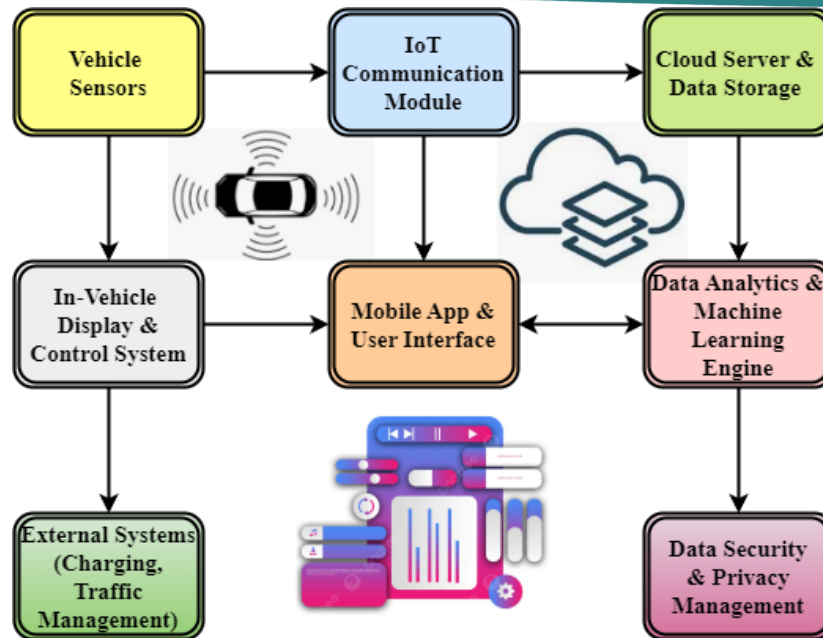 Vehicle
Sensors
IoT
Communication
Module
Cloud Server &
Data Storage
In-Vehicle
Display &
Control System
Mobile App &
User Interface
Data Analytics &
Machine
Learning
Engine
External Systems
(Charging,
Traffic
Management)
Data Security
& Privacy
Management